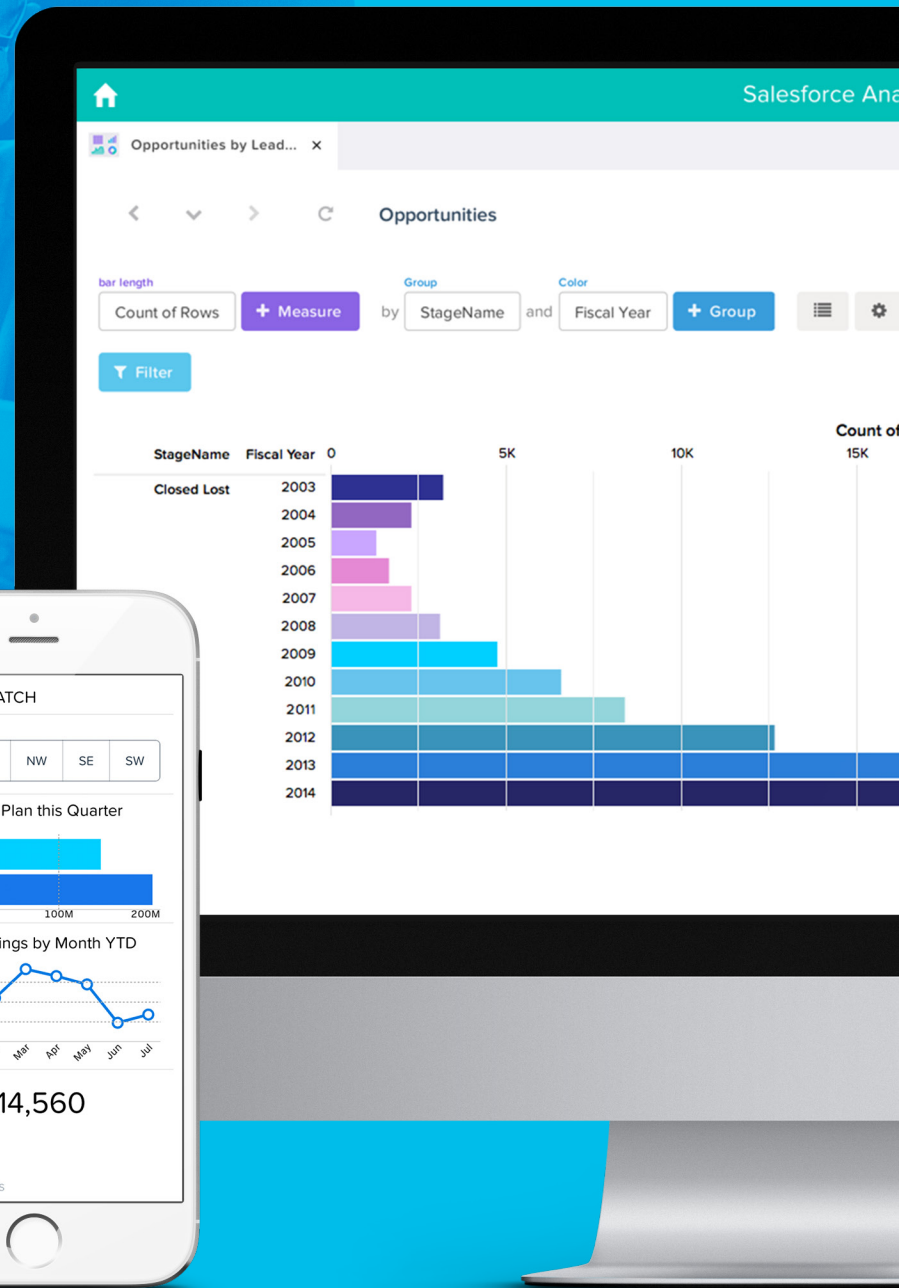 Salesforce Ana
Opportunities by Lead... x
Opportunities
bar length
Group
Color
Count of Rows
+ Measure
by
StageName
and
Fiscal Year
+ Group
Filter
Count of
StageName Fiscal Year 0 5K 10K 15K
Closed Lost 2003
2004
2005
2006
2007
2008
2009
2010
2011
2012
2013
2014
ATCH
NW SE SW
Plan this Quarter
100M 200M
ings by Month YTD
Mar Apr May Jun Jul
14,560
s